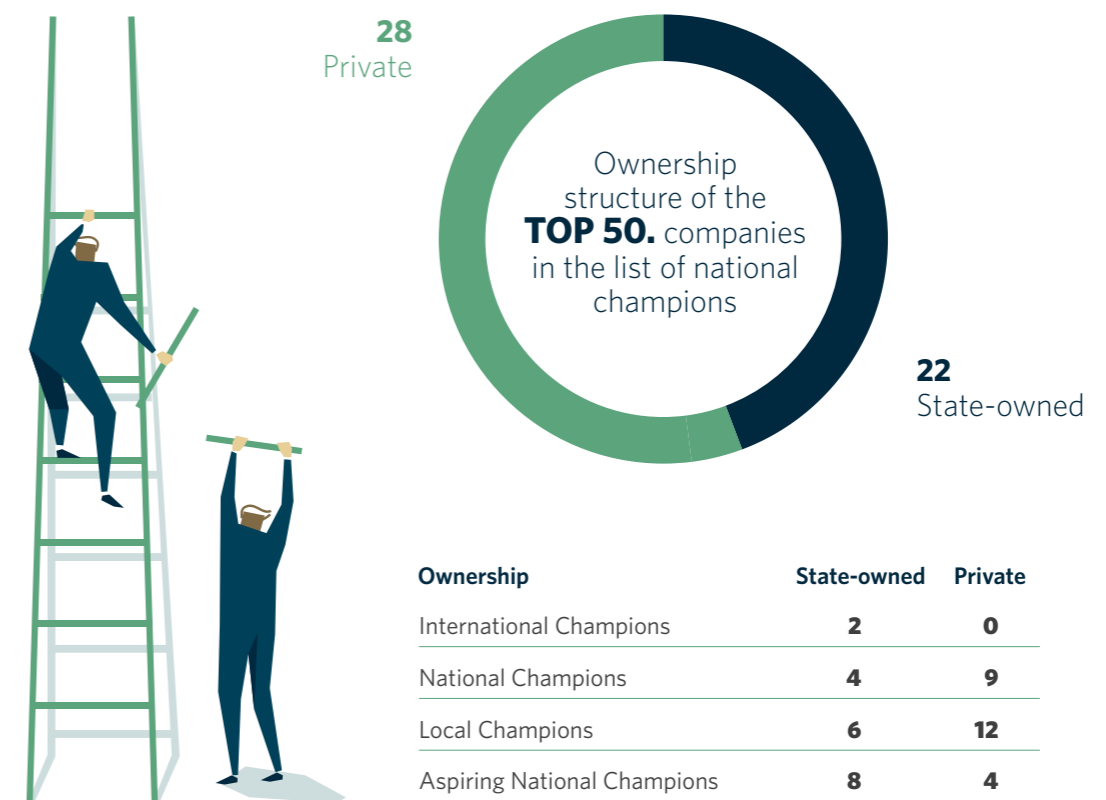 28
Private
Ownership
structure of the
TOP 50. companies
in the list of national
champions
22
State-owned
Ownership State-owned Private
International Champions 2 0
National Champions 4 9
Local Champions 6 12
Aspiring National Champions 8 4